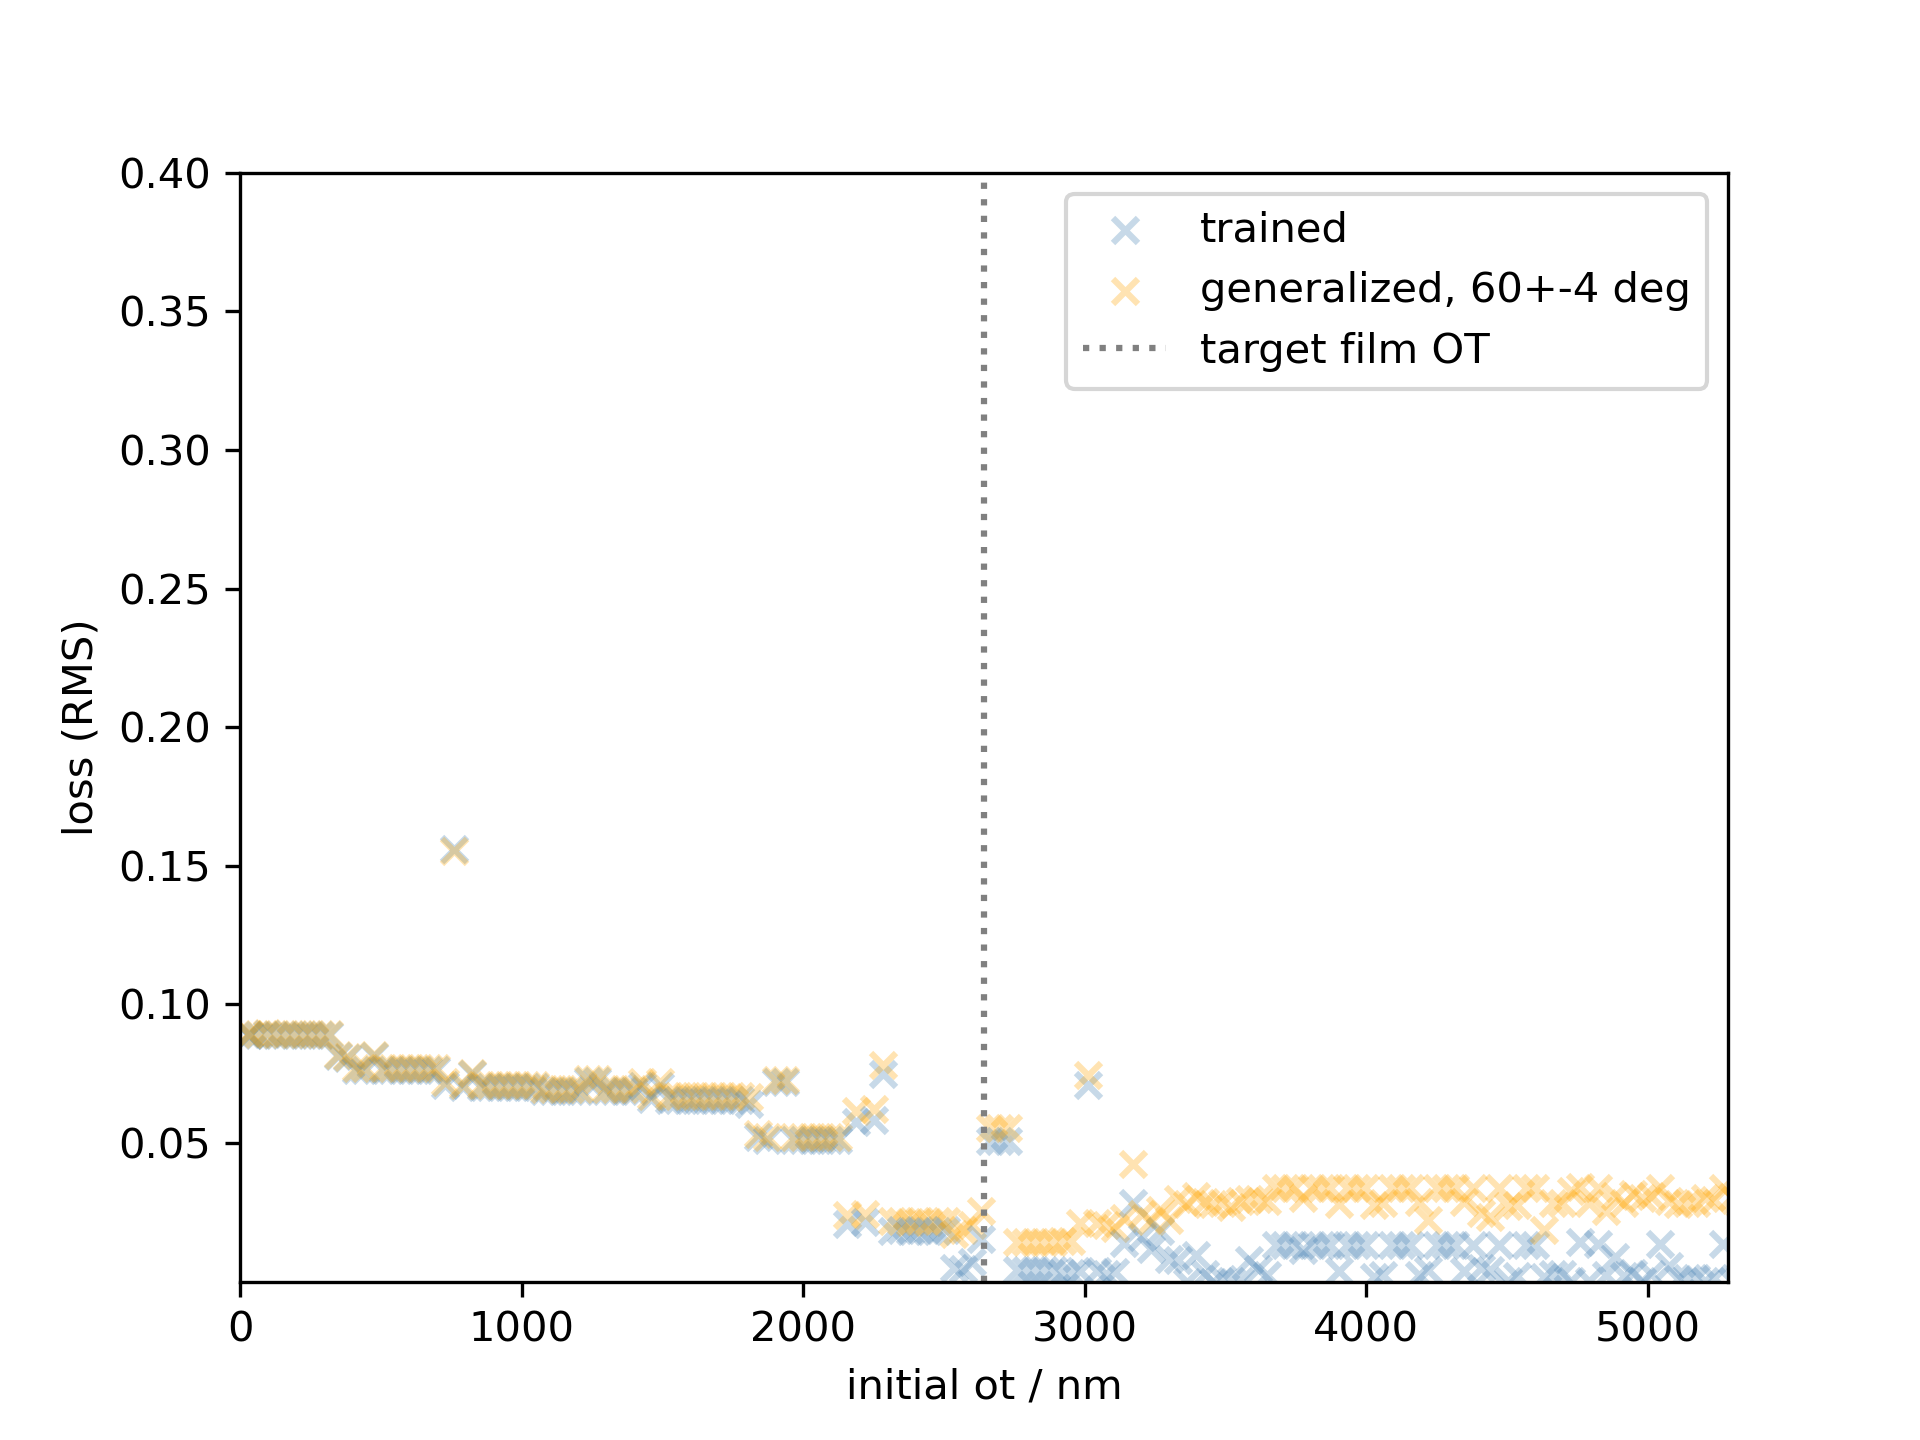 0.40
0.35
0.30
0.25
0.20
0.15
0.10
0.05
loss (RMS)
trained
generalized, 60+-4 deg
target film OT
0 1000 2000 3000 4000 5000
initial ot / nm